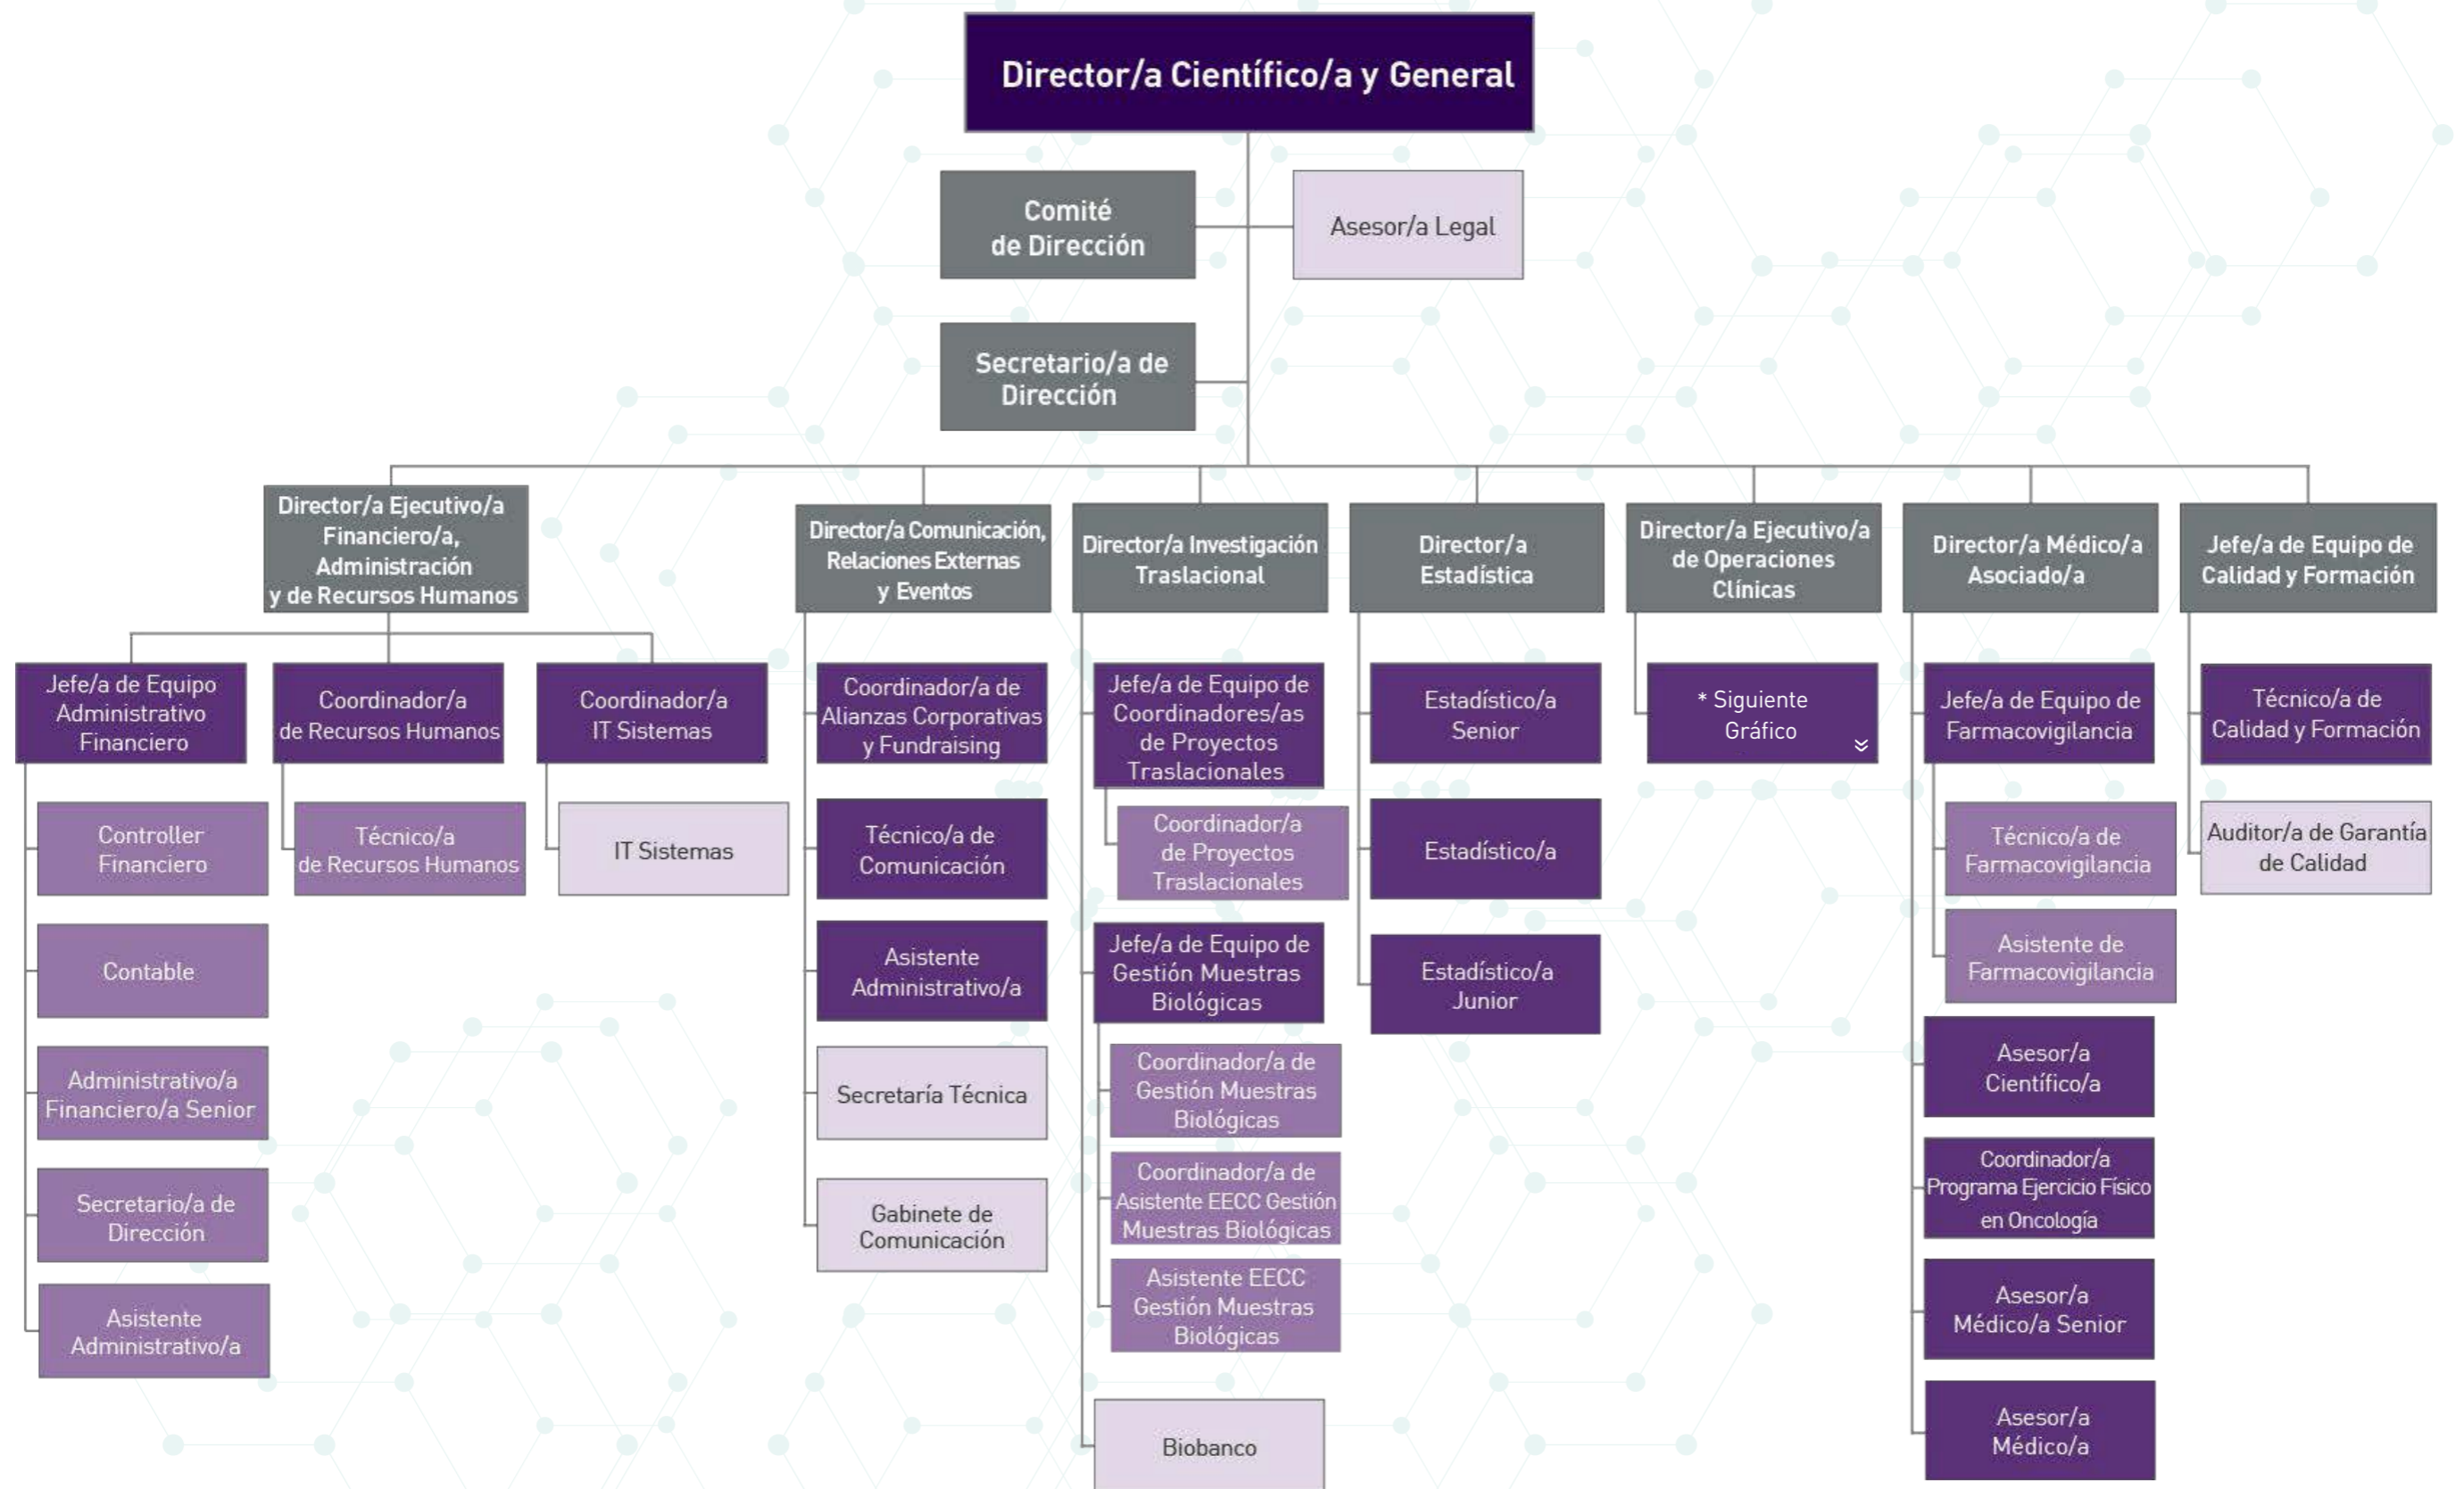 Director/a Científico/a y General
Comité
de Dirección
Asesor/a Legal
Secretario/a de
Dirección
Director/a Ejecutivo/a
Financiero/a,
Administración
y de Recursos Humanos
Director/a Comunicación,
Relaciones Externas
y Eventos
Director/a Investigación
Traslacional
Director/a
Estadística
Director/a Ejecutivo/a
de Operaciones
Clínicas
Director/a Médico/a
Asociado/a
Jefe/a de Equipo de
Calidad y Formación
Jefe/a de Equipo
Administrativo
Financiero
Controller
Financiero
Contable
Administrativo/a
Financiero/a Senior
Secretario/a de
Dirección
Asistente
Administrativo/a
Coordinador/a
de Recursos Humanos
Técnico/a
de Recursos Humanos
Coordinador/a
IT Sistemas
IT Sistemas
Coordinador/a de
Alianzas Corporativas
y Fundraising
Técnico/a de
Comunicación
Asistente
Administrativo/a
Secretaría Técnica
Gabinete de
Comunicación
Jefe/a de Equipo de
Coordinadores/as
de Proyectos
Traslacionales
Coordinador/a
de Proyectos
Traslacionales
Jefe/a de Equipo de
Gestión Muestras
Biológicas
Coordinador/a de
Gestión Muestras
Biológicas
Coordinador/a de
Asistente EECC Gestión
Muestras Biológicas
Asistente EECC
Gestión Muestras
Biológicas
Biobanco
Estadístico/a
Senior
Estadístico/a
Estadístico/a
Junior
* Siguiente
Gráfico
Jefe/a de Equipo de
Farmacovigilancia
Técnico/a de
Farmacovigilancia
Asistente de
Farmacovigilancia
Asesor/a
Científico/a
Coordinador/a
Programa Ejercicio Físico
en Oncología
Asesor/a
Médico/a Senior
Asesor/a
Médico/a
Técnico/a de
Calidad y Formación
Auditor/a de Garantía
de Calidad